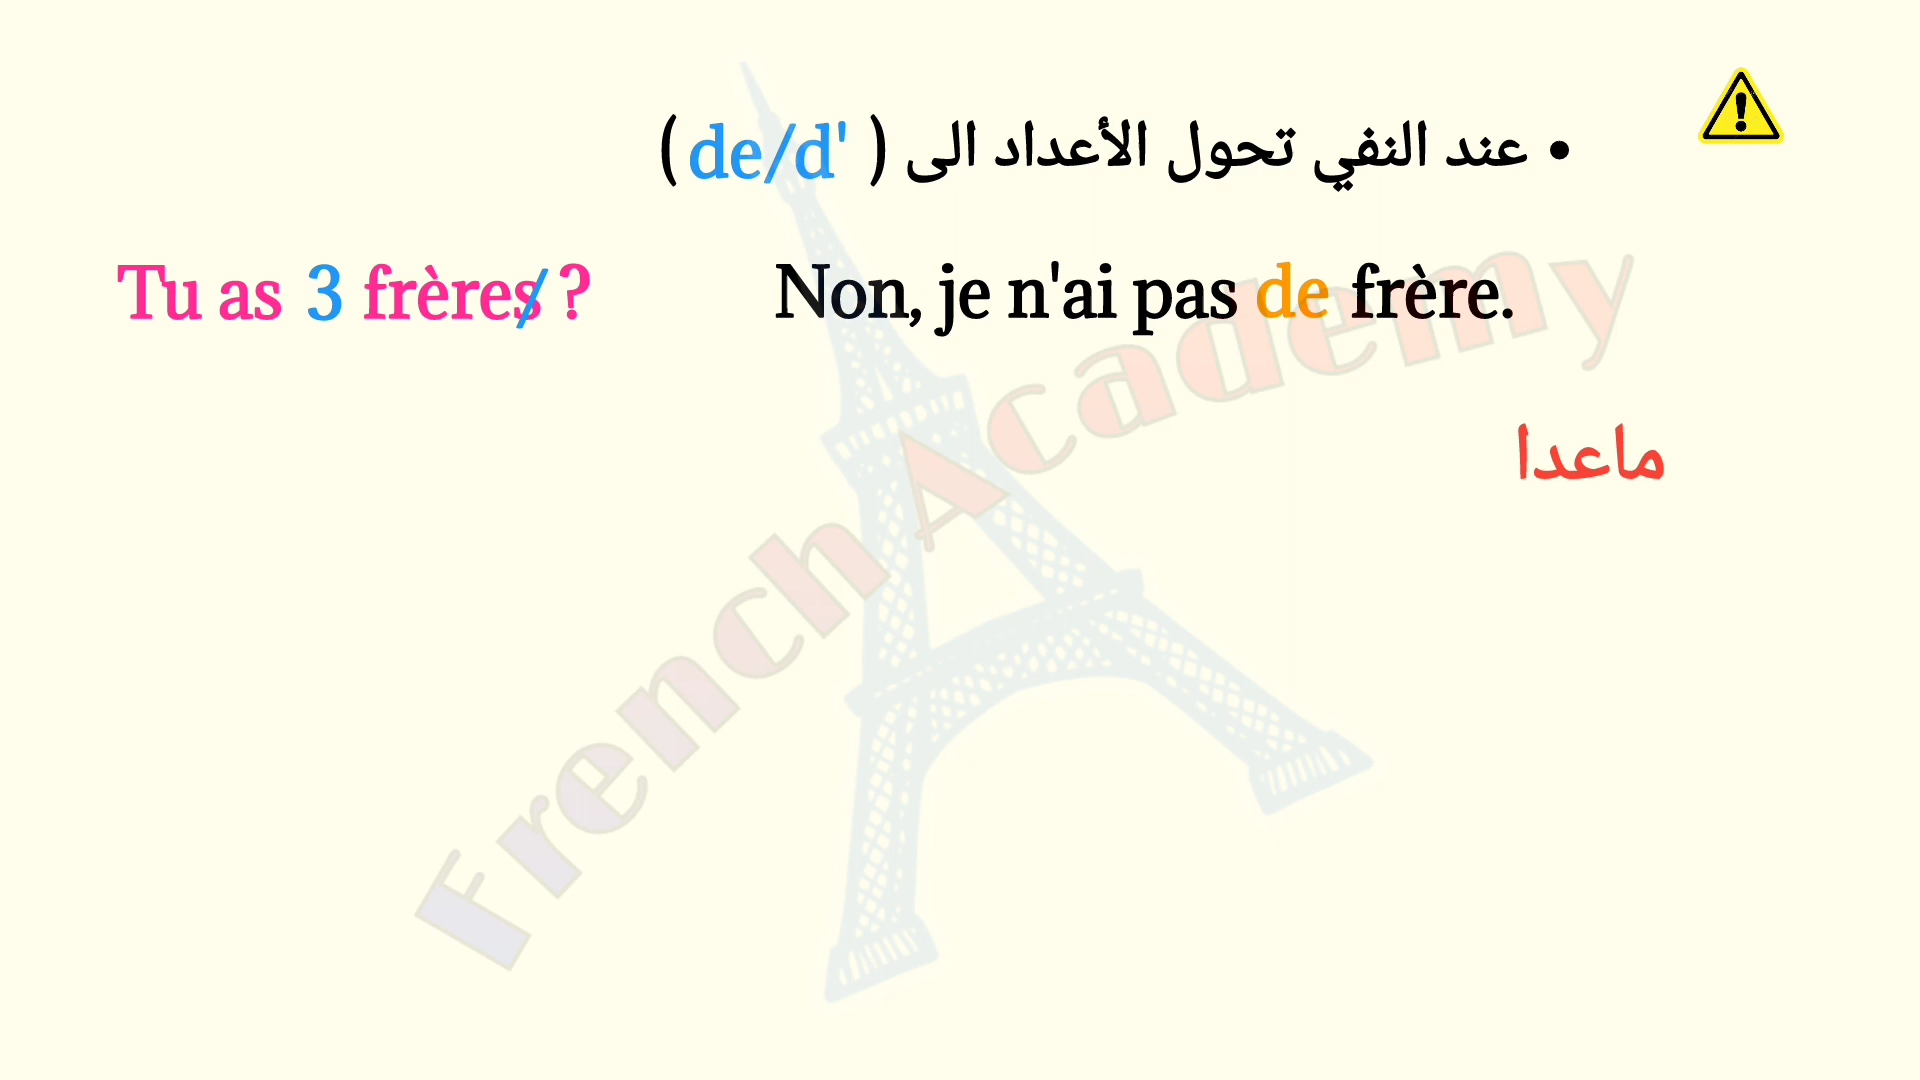 • عند النفي تحول الأعداد الى ( de/d' )
Tu as 3 frères/ ? Non, je n'ai pas de frère.
ماعدا
French Academy